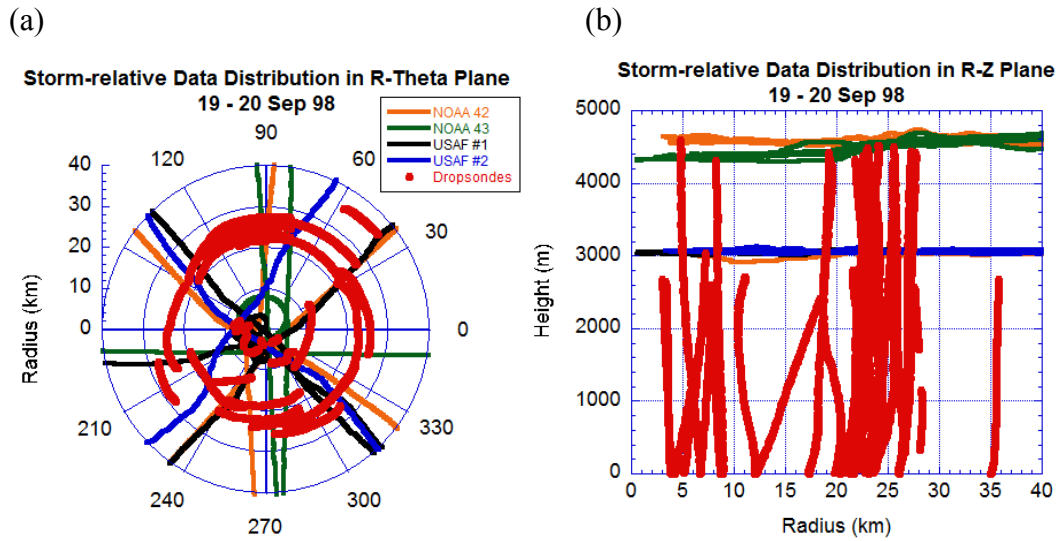 (a)
Storm-relative Data Distribution in R-Theta Plane
19 - 20 Sep 98
NOAA 42
NOAA 43
USAF #1
USAF #2
Dropsondes
90
120
60
30
0
330
300
270
240
210
0
40
30
20
10
0
10
20
30
40
Radius (km)
(b)
Storm-relative Data Distribution in R-Z Plane
19 - 20 Sep 98
5000
4000
3000
2000
1000
0
Height (m)
0 5 10 15 20 25 30 35 40
Radius (km)